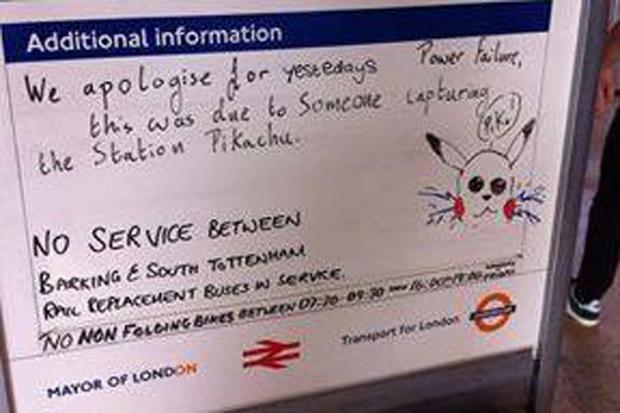 Additional information
We apologise for yestedays Power failure,
this was due to Someone capturing
the Station Pikachu.
Pika!
NO SERVICE BETWEEN
BARKING & SOUTH TOTTENHAM
RAIL REPLACEMENT BUSES IN SERVICE.
NO NON FOLDING BIKES BETWEEN 07:30-09:30
MAYOR OF LONDON
Transport for London